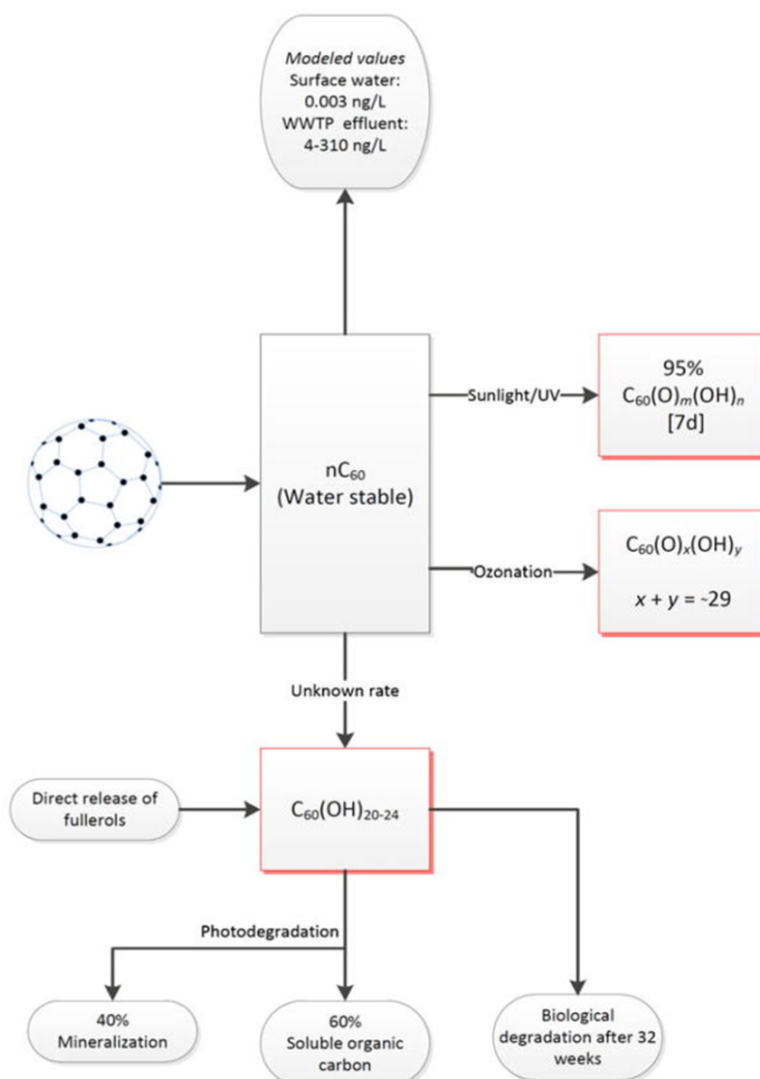 Modeled values
Surface water:
0.003 ng/L
WWTP effluent:
4-310 ng/L
Sunlight/UV
95%
C₆₀(O)ₘ(OH)ₙ
[7d]
nC₆₀
(Water stable)
Ozonation
C₆₀(O)ₓ(OH)ᵧ
x + y = ~29
Unknown rate
Direct release of
fullerols
C₆₀(OH)₂₀₋₂₄
Photodegradation
40%
Mineralization
60%
Soluble organic
carbon
Biological
degradation after 32
weeks